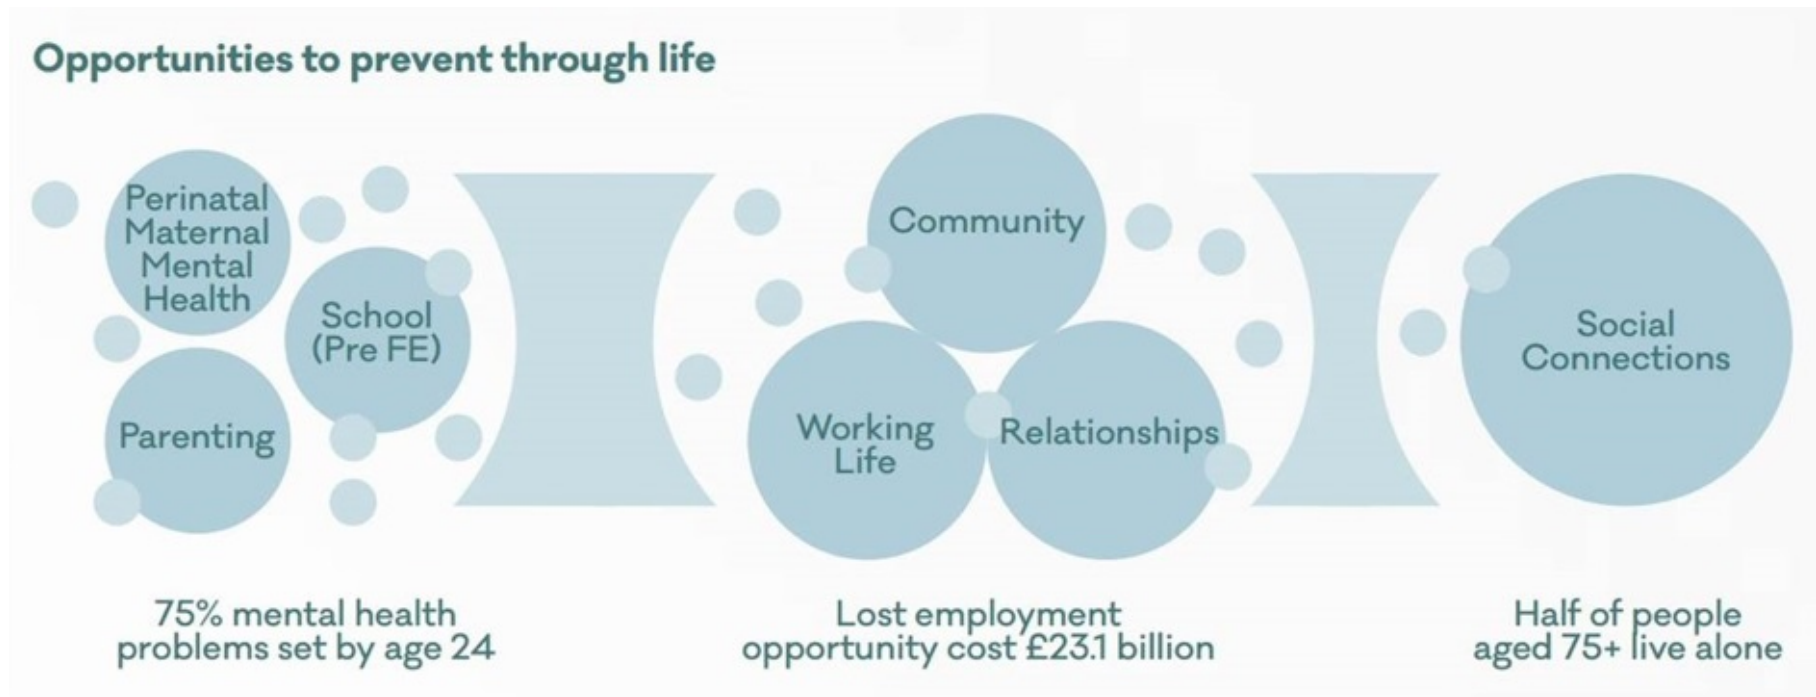 Opportunities to prevent through life
Perinatal
Maternal
Mental
Health
School
(Pre FE)
Parenting
75% mental health
problems set by age 24
Community
Working
Life
Relationships
Lost employment
opportunity cost £23.1 billion
Social
Connections
Half of people
aged 75+ live alone